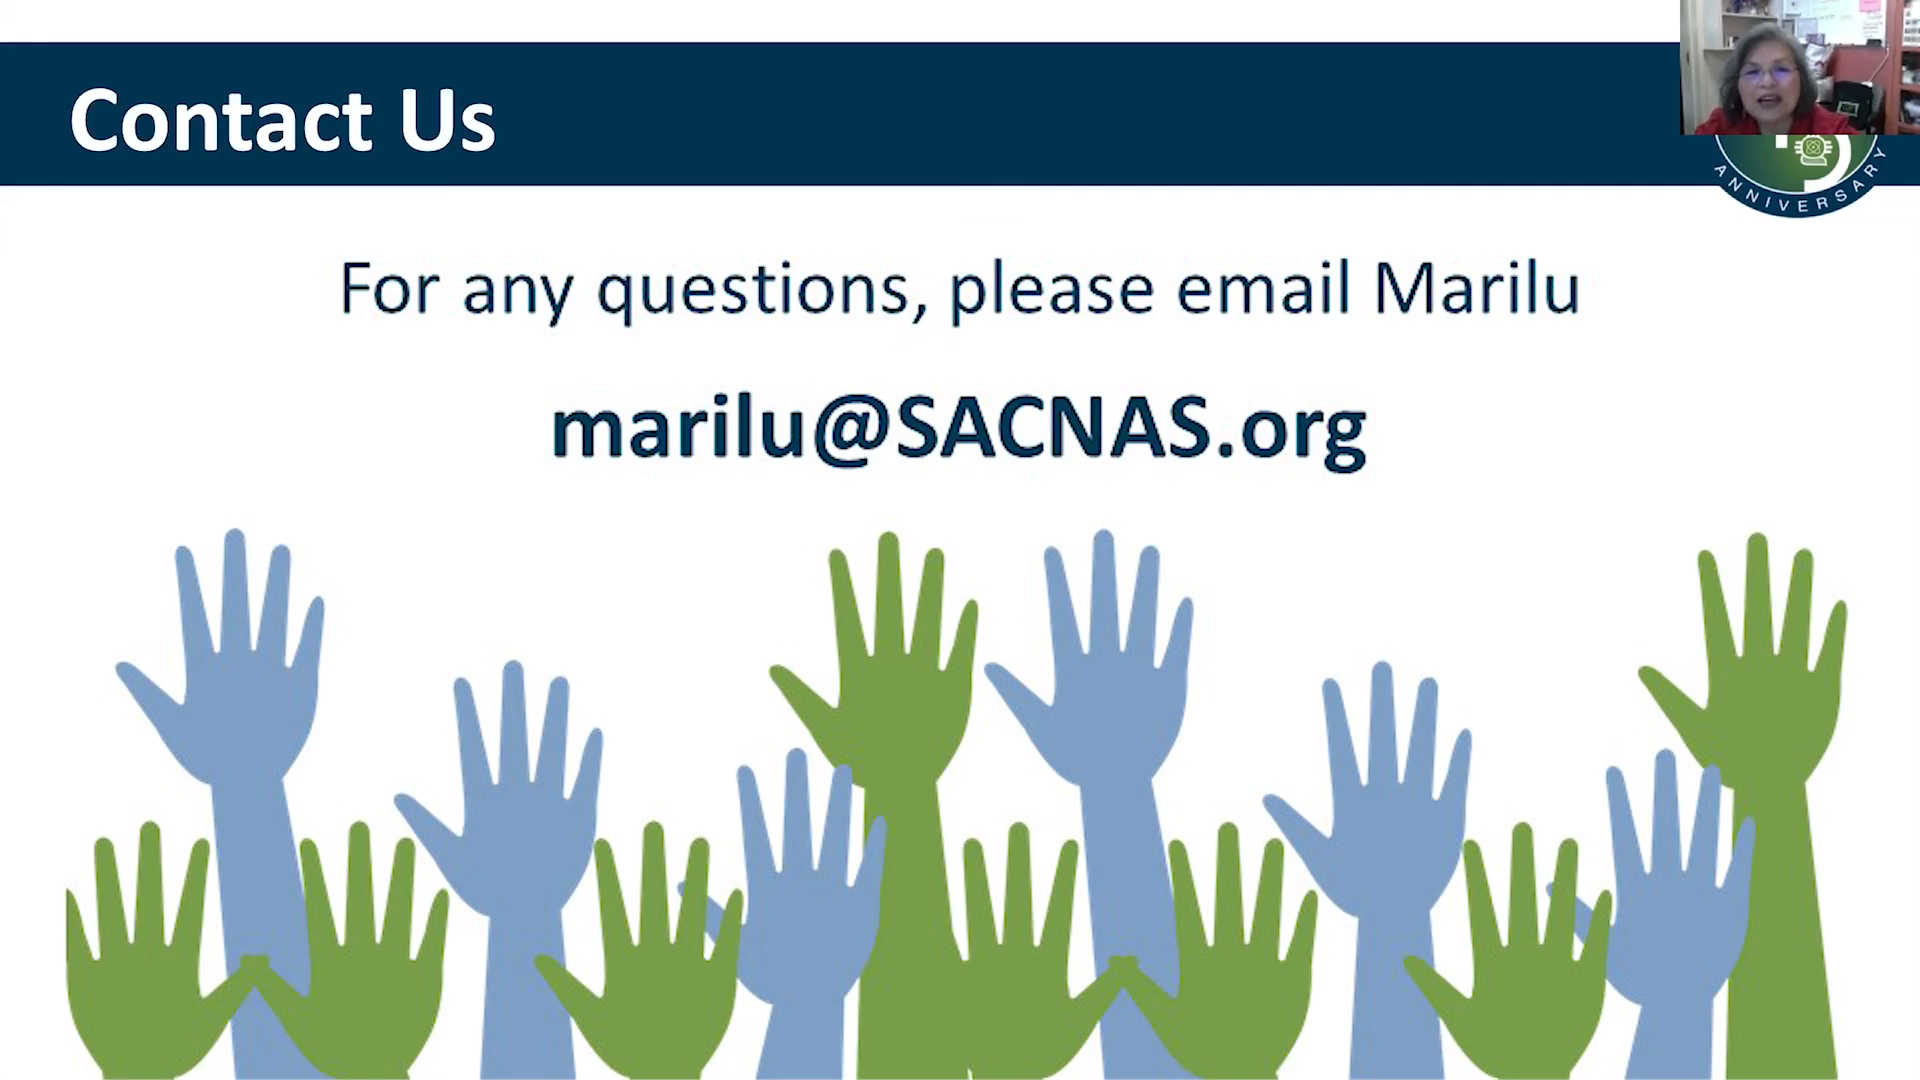 Contact Us
ANNIVERSARY
For any questions, please email Marilu
marilu@SACNAS.org